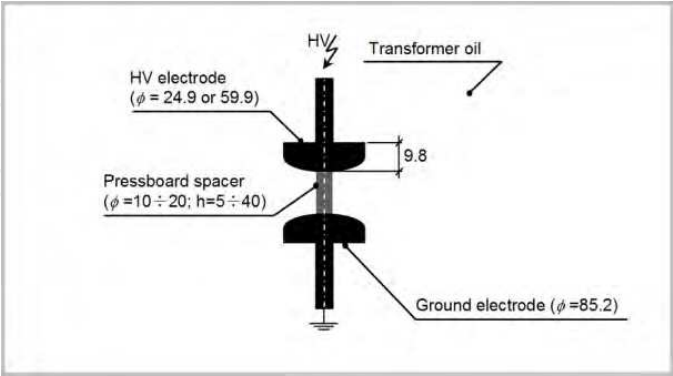 HV
Transformer oil
HV electrode
(ϕ = 24.9 or 59.9)
9.8
Pressboard spacer
(ϕ =10÷20; h=5÷40)
Ground electrode (ϕ =85.2)